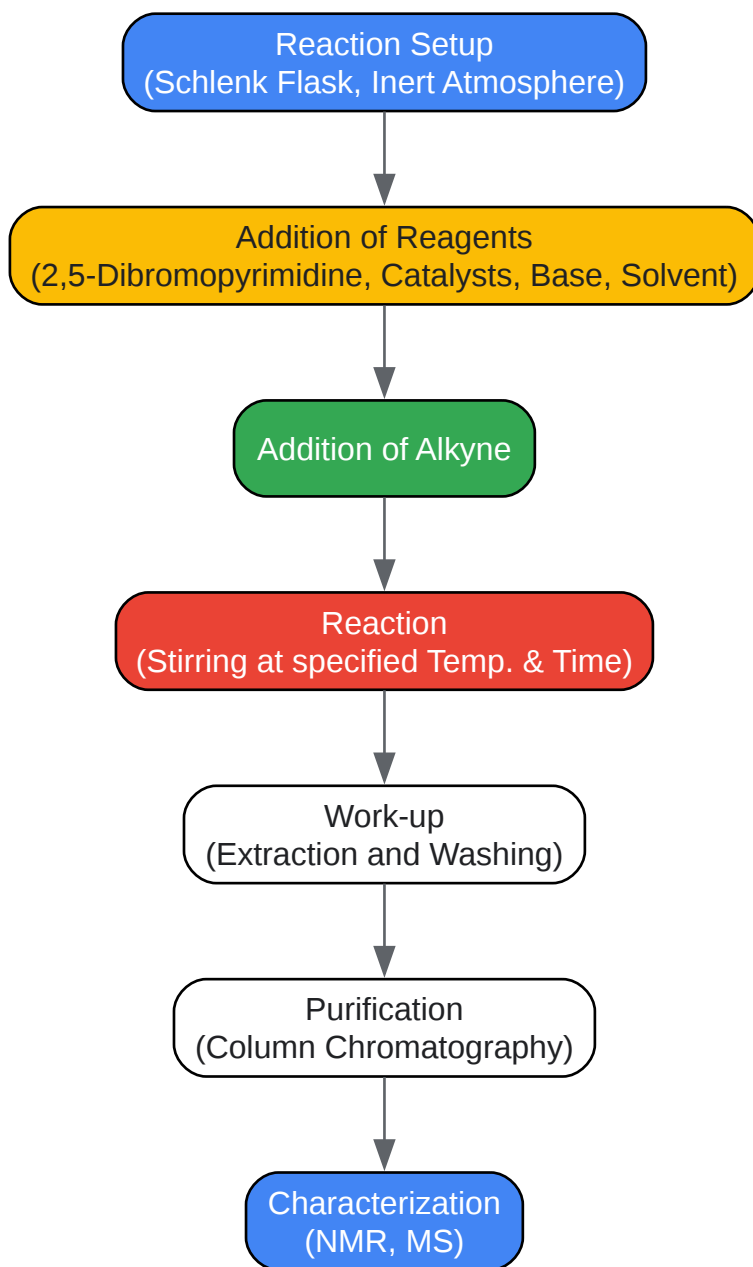 Reaction Setup
(Schlenk Flask, Inert Atmosphere)
Addition of Reagents
(2,5-Dibromopyrimidine, Catalysts, Base, Solvent)
Addition of Alkyne
Reaction
(Stirring at specified Temp. & Time)
Work-up
(Extraction and Washing)
Purification
(Column Chromatography)
Characterization
(NMR, MS)